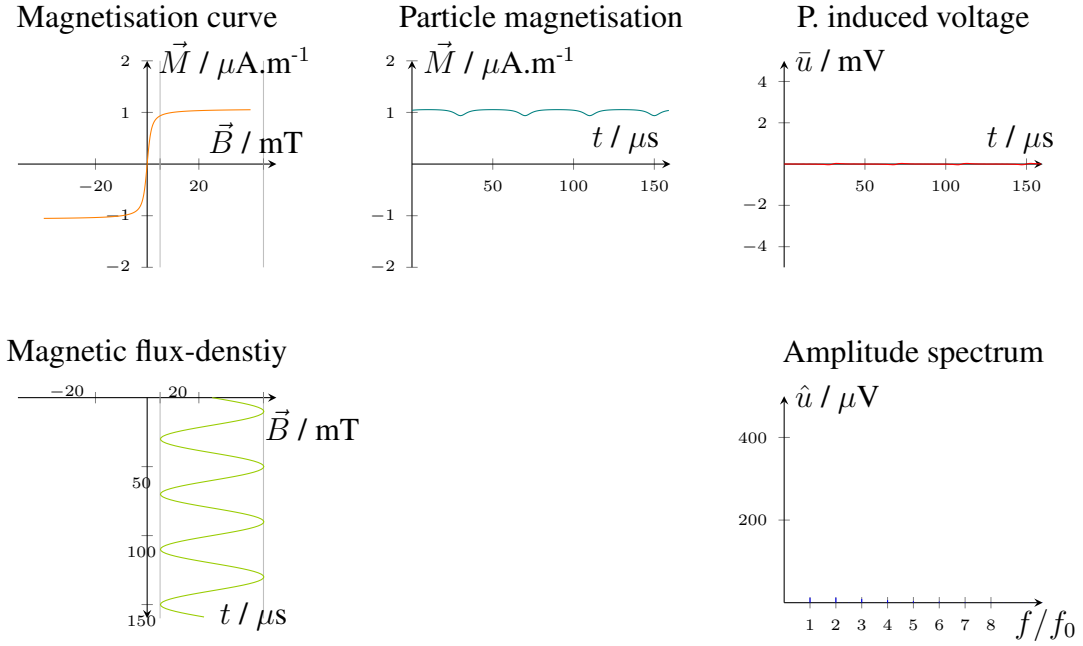 Magnetisation curve
2
1
−1
−2
−20
20
M⃗ / μA.m-1
B⃗ / mT
Particle magnetisation
2
1
−1
−2
50
100
150
M⃗ / μA.m-1
t / μs
P. induced voltage
4
2
−2
−4
50
100
150
ū / mV
t / μs
Magnetic flux-denstiy
−20
20
50
100
150
B⃗ / mT
t / μs
Amplitude spectrum
400
200
1 2 3 4 5 6 7 8
û / μV
f/f0